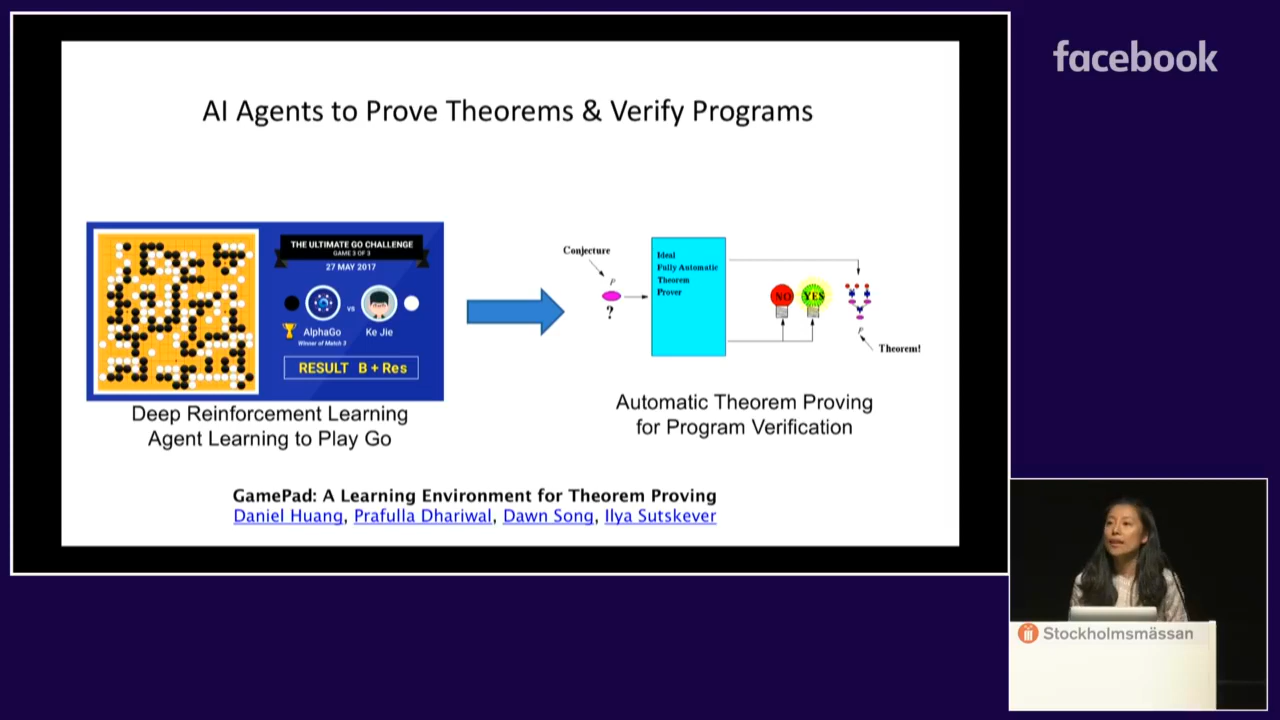 facebook
AI Agents to Prove Theorems & Verify Programs
THE ULTIMATE GO CHALLENGE
GAME 3 OF 3
27 MAY 2017
vs
AlphaGo
Winner of Match 3
Ke Jie
RESULT B + Res
Deep Reinforcement Learning
Agent Learning to Play Go
Conjecture
P
?
Ideal
Fully Automatic
Theorem
Prover
NO
YES
P
Theorem!
Automatic Theorem Proving
for Program Verification
GamePad: A Learning Environment for Theorem Proving
Daniel Huang, Prafulla Dhariwal, Dawn Song, Ilya Sutskever
Stockholmsmässan